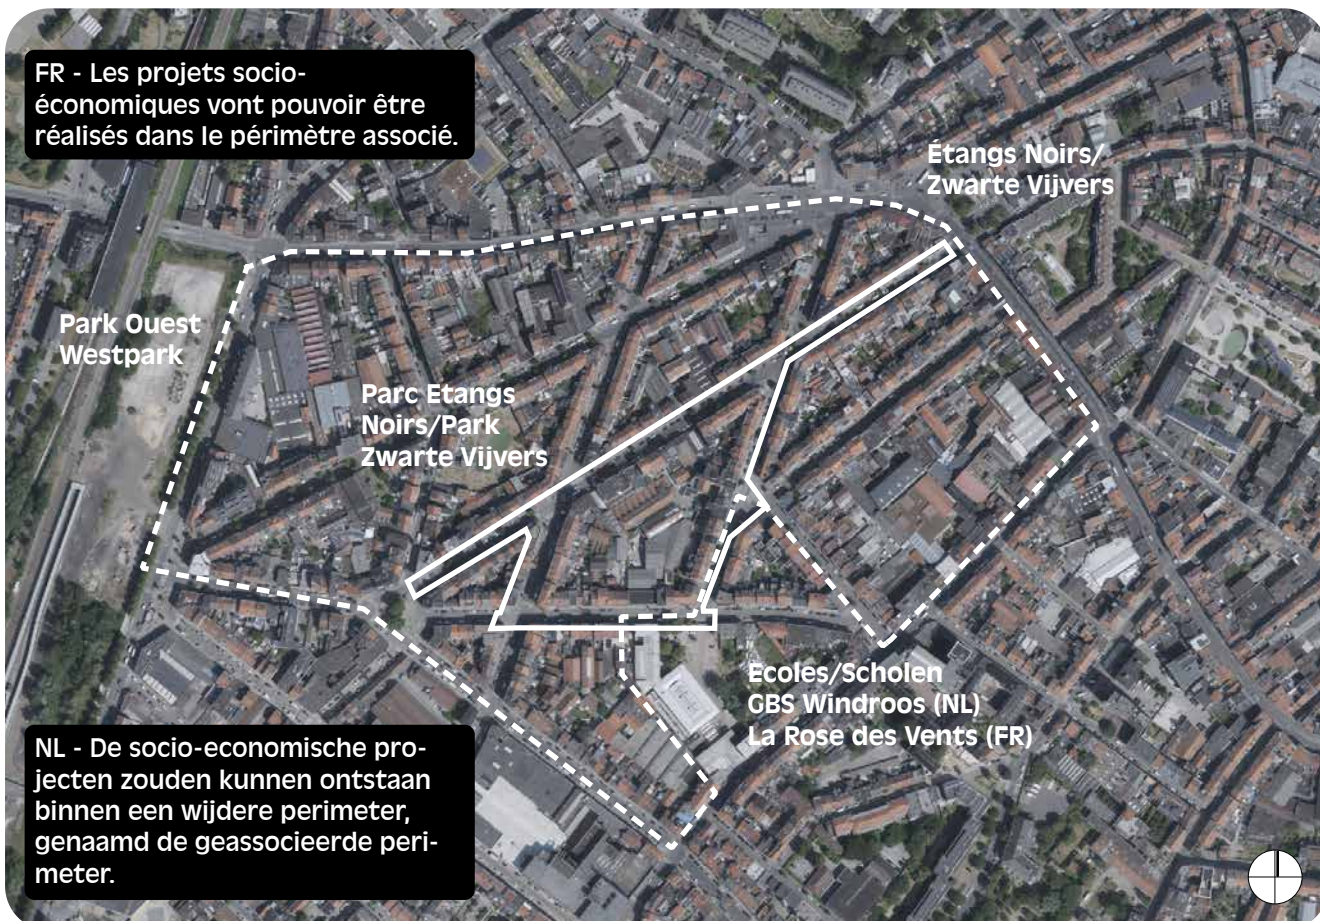 FR - Les projets socio-
économiques vont pouvoir être
réalisés dans le périmètre associé.
Étangs Noirs/
Zwarte Vijvers
Park Ouest
Westpark
Parc Etangs
Noirs/Park
Zwarte Vijvers
Ecoles/Scholen
GBS Windroos (NL)
La Rose des Vents (FR)
NL - De socio-economische pro-
jecten zouden kunnen ontstaan
binnen een wijdere perimeter,
genaamd de geassocieerde peri-
meter.